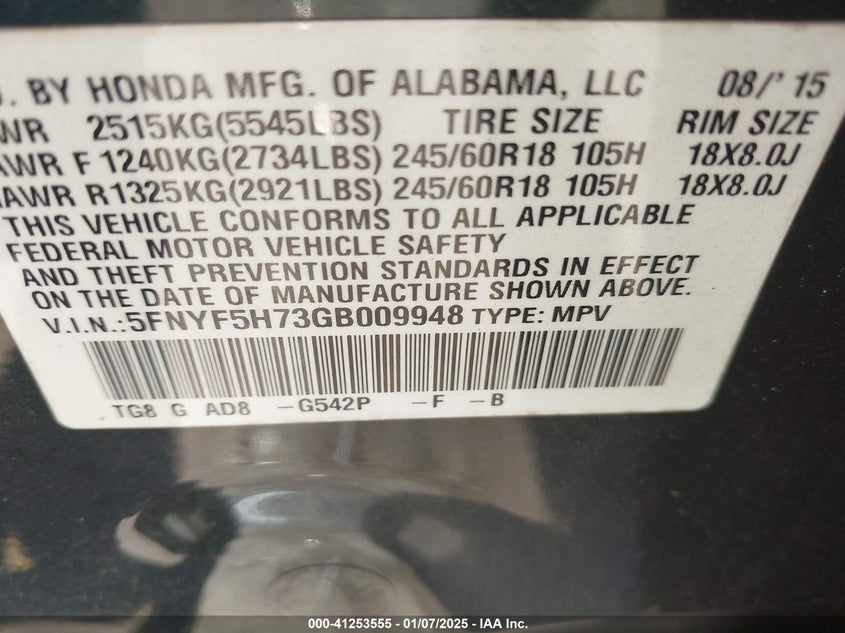 . BY HONDA MFG. OF ALABAMA, LLC 08/'15
WR 2515KG(5545LBS) TIRE SIZE RIM SIZE
AWR F 1240KG(2734LBS) 245/60R18 105H 18X8.0J
AWR R1325KG(2921LBS) 245/60R18 105H 18X8.0J
THIS VEHICLE CONFORMS TO ALL APPLICABLE
FEDERAL MOTOR VEHICLE SAFETY
AND THEFT PREVENTION STANDARDS IN EFFECT
ON THE DATE OF MANUFACTURE SHOWN ABOVE.
V.I.N.:5FNYF5H73GB009948 TYPE: MPV
TG8 G AD8 -G542P -F -B
000-41253555 | 01/07/2025 - IAA Inc.